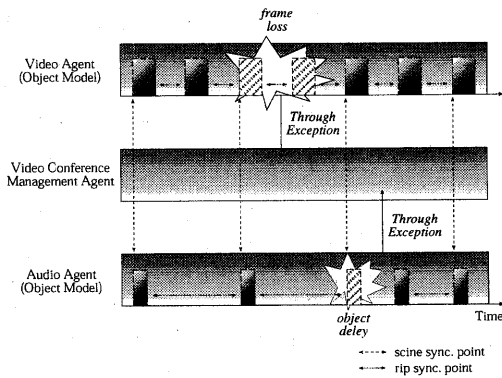 frame
loss
Video Agent
(Object Model)
Through
Exception
Video Conference
Management Agent
Through
Exception
Audio Agent
(Object Model)
object
deley
Time
scine sync. point
rip sync. point